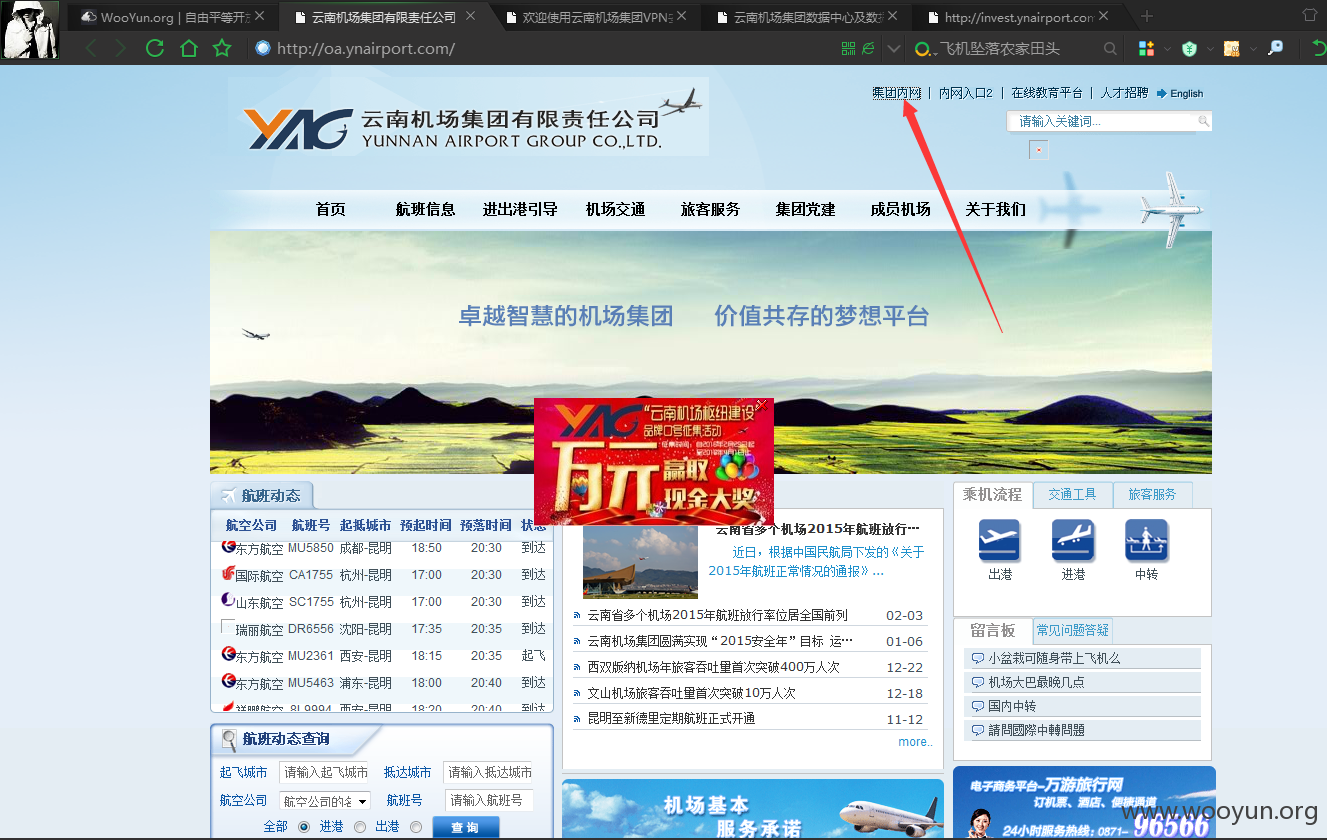 WooYun.org | 自由平等开
云南机场集团有限责任公司
欢迎使用云南机场集团VPN
云南机场集团数据中心及数
http://invest.ynairport.con
http://oa.ynairport.com/
飞机坠落农家田头
集团内网 | 内网入口2 | 在线教育平台 | 人才招聘 English
YAG 云南机场集团有限责任公司
YUNNAN AIRPORT GROUP CO.,LTD.
请输入关键词...
首页 航班信息 进出港引导 机场交通 旅客服务 集团党建 成员机场 关于我们
卓越智慧的机场集团 价值共存的梦想平台
YAG "云南机场枢纽建设"
品牌口号征集活动
万元
赢取
现金大奖
航班动态
航空公司 航班号 起抵城市 预起时间 预落时间 状态
东方航空 MU5850 成都-昆明 18:50 20:30 到达
国际航空 CA1755 杭州-昆明 17:00 20:30 到达
山东航空 SC1755 杭州-昆明 17:00 20:30 到达
瑞丽航空 DR6556 沈阳-昆明 17:35 20:35 到达
东方航空 MU2361 西安-昆明 18:15 20:35 起飞
东方航空 MU5463 浦东-昆明 18:00 20:40 到达
祥鹏航空 8L9994 西安-昆明 18:20 20:40 到达
航班动态查询
起飞城市 请输入起飞城市 抵达城市 请输入抵达城市
航空公司 航空公司的名 航班号 请输入航班号
全部 进港 出港 查 询
云南省多个机场2015年航班放行…
近日，根据中国民航局下发的《关于
2015年航班正常情况的通报》...
云南省多个机场2015年航班放行率位居全国前列 02-03
云南机场集团圆满实现“2015安全年”目标 运… 01-06
西双版纳机场年旅客吞吐量首次突破400万人次 12-22
文山机场旅客吞吐量首次突破10万人次 12-18
昆明至新德里定期航班正式开通 11-12
more..
机场基本
服务承诺
乘机流程 交通工具 旅客服务
出港 进港 中转
留言板 常见问题答疑
小盆栽可随身带上飞机么
机场大巴最晚几点
国内中转
請問國際中轉問題
电子商务平台-万游旅行网
订机票、酒店、便捷通道
24小时服务热线：0871-96566
www.wooyun.org